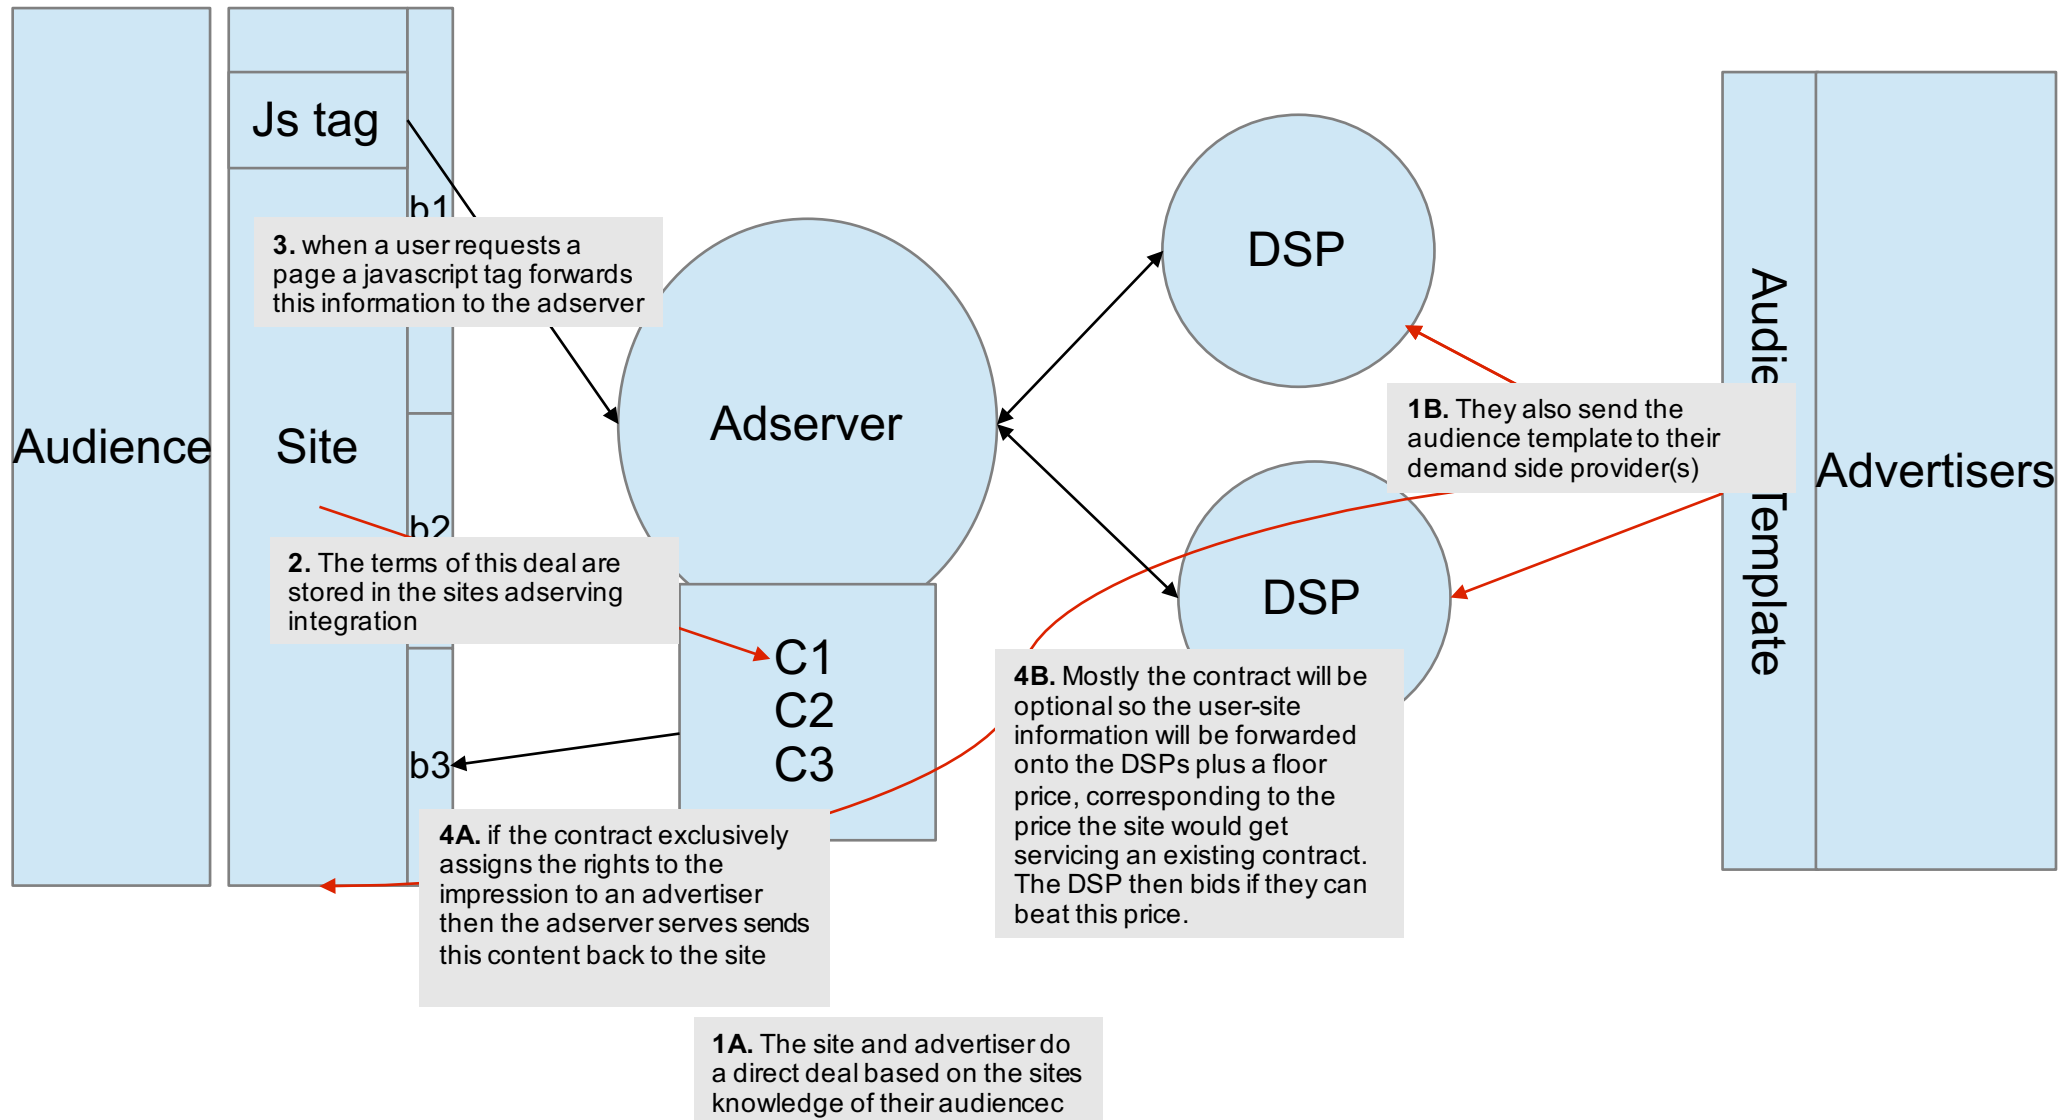 Audience
Js tag
Site
b1
b2
b3
3. when a user requests a
page a javascript tag forwards
this information to the adserver
2. The terms of this deal are
stored in the sites adserving
integration
Adserver
C1
C2
C3
4A. if the contract exclusively
assigns the rights to the
impression to an advertiser
then the adserver serves sends
this content back to the site
1A. The site and advertiser do
a direct deal based on the sites
knowledge of their audiencec
DSP
DSP
1B. They also send the
audience template to their
demand side provider(s)
4B. Mostly the contract will be
optional so the user-site
information will be forwarded
onto the DSPs plus a floor
price, corresponding to the
price the site would get
servicing an existing contract.
The DSP then bids if they can
beat this price.
Template
Advertisers